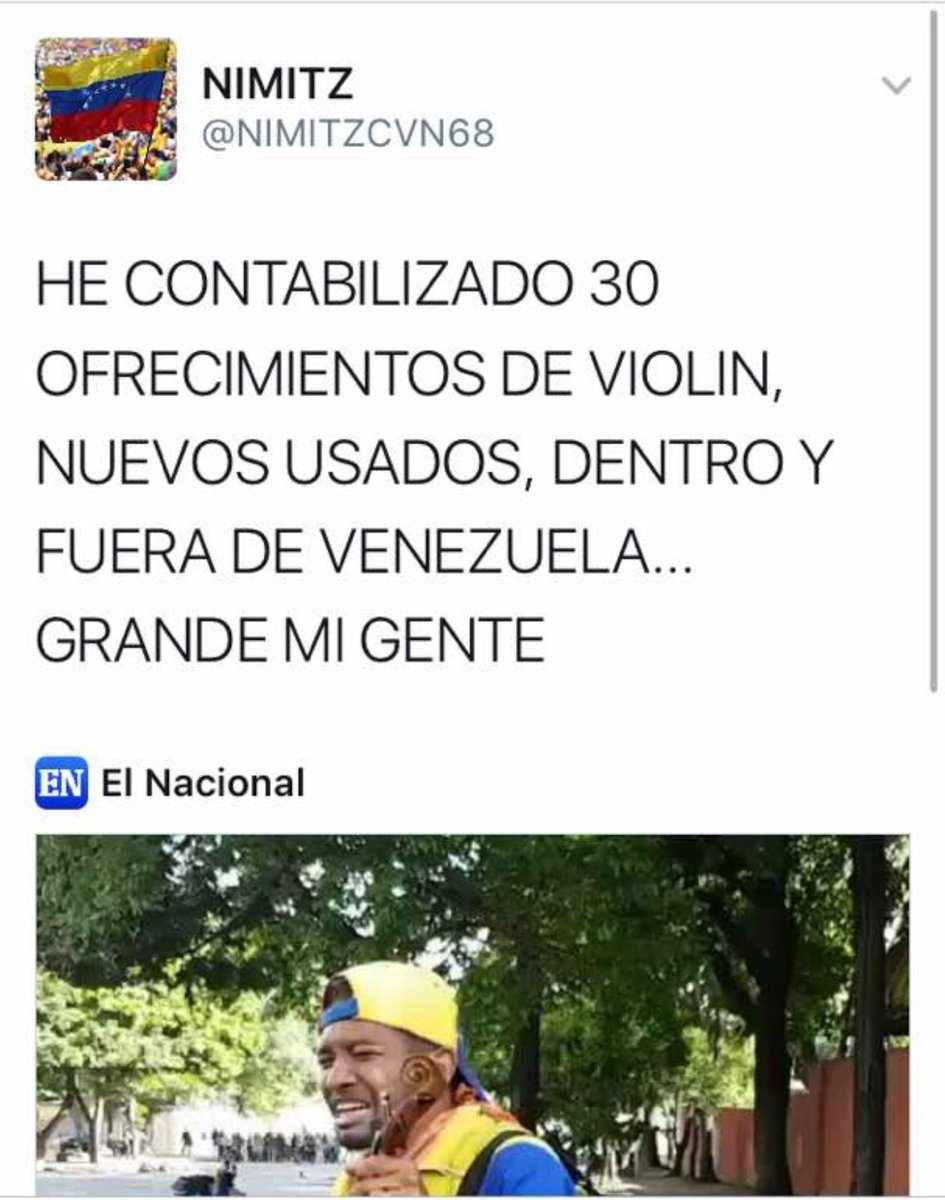 NIMITZ
@NIMITZCVN68
HE CONTABILIZADO 30
OFRECIMIENTOS DE VIOLIN,
NUEVOS USADOS, DENTRO Y
FUERA DE VENEZUELA...
GRANDE MI GENTE
EN El Nacional